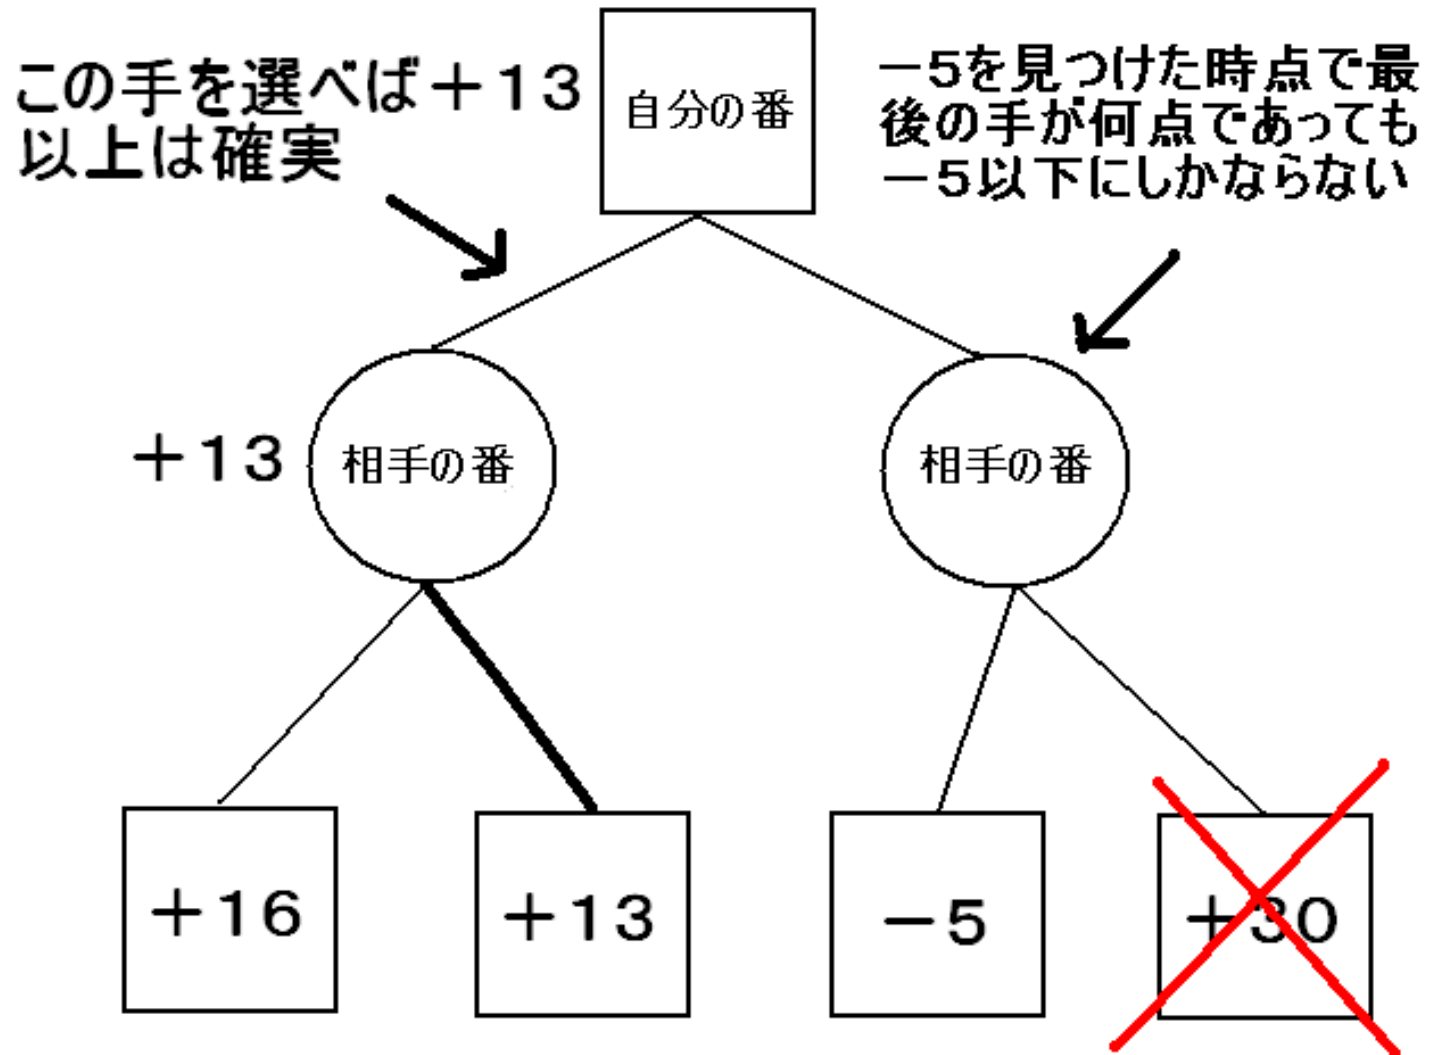 この手を選べば＋13
以上は確実
自分の番
－5を見つけた時点で最
後の手が何点であっても
－5以下にしかならない
＋13
相手の番
相手の番
＋16
＋13
－5
＋30